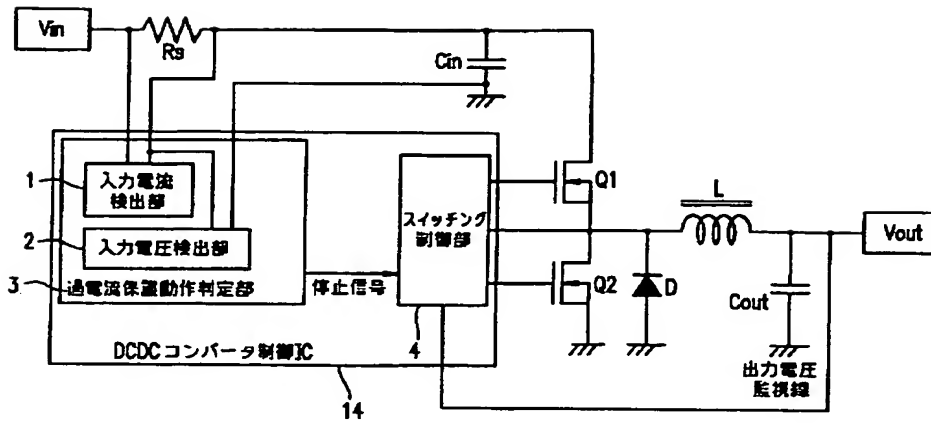 Vin
Rs
Cin
1
入力電流
検出部
2
入力電圧検出部
3
過電流保護動作判定部
停止信号
スイッチング
制御部
4
DCDCコンバータ制御IC
14
Q1
Q2
D
L
Cout
Vout
出力電圧
監視線